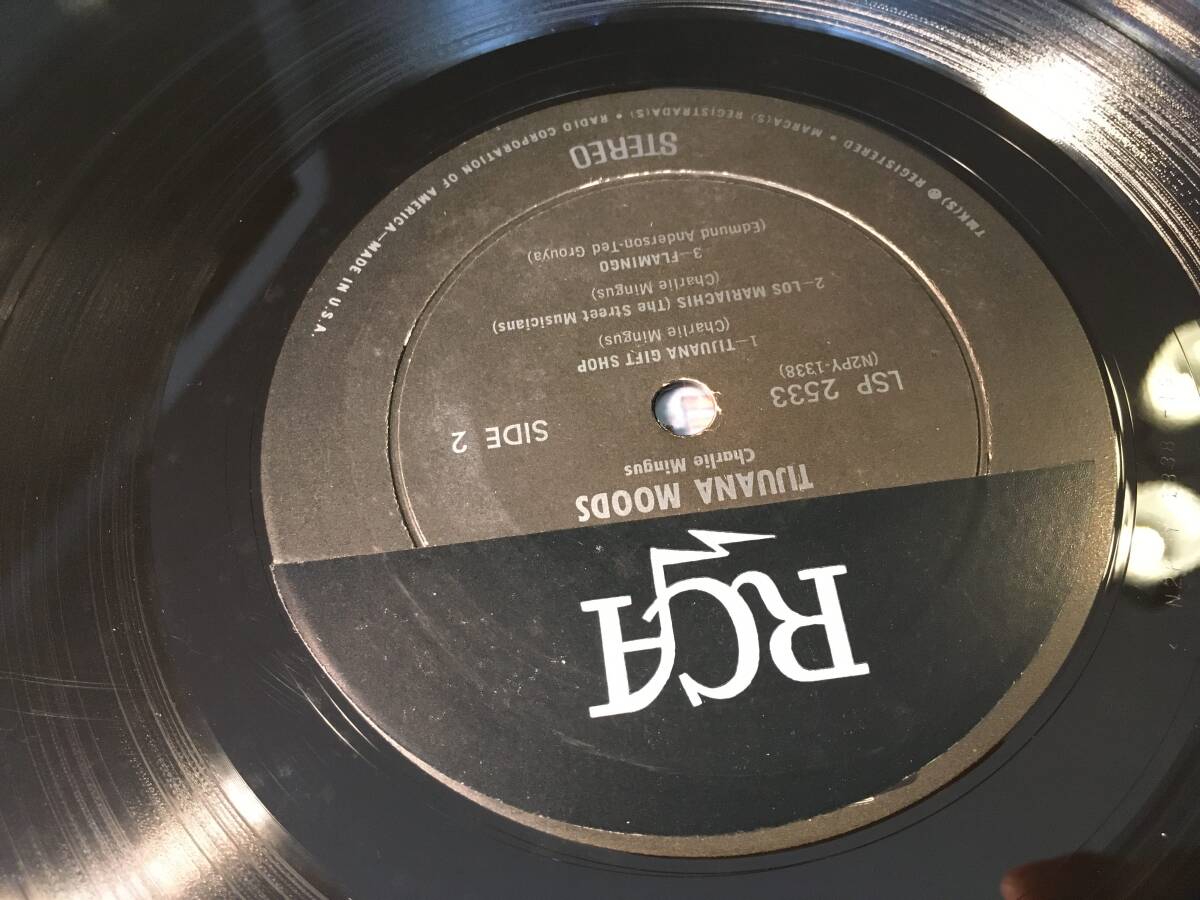 RCA
TIJUANA MOODS
Charlie Mingus
LSP 2533
(N2PY-1338)
SIDE 2
1—TIJUANA GIFT SHOP
(Charlie Mingus)
2—LOS MARIACHIS (The Street Musicians)
(Charlie Mingus)
3—FLAMINGO
(Edmund Anderson-Ted Grouya)
STEREO
TMK(S) ® REGISTERED • MARCA(S) REGISTRADA(S) • RADIO CORPORATION OF AMERICA—MADE IN U.S.A.